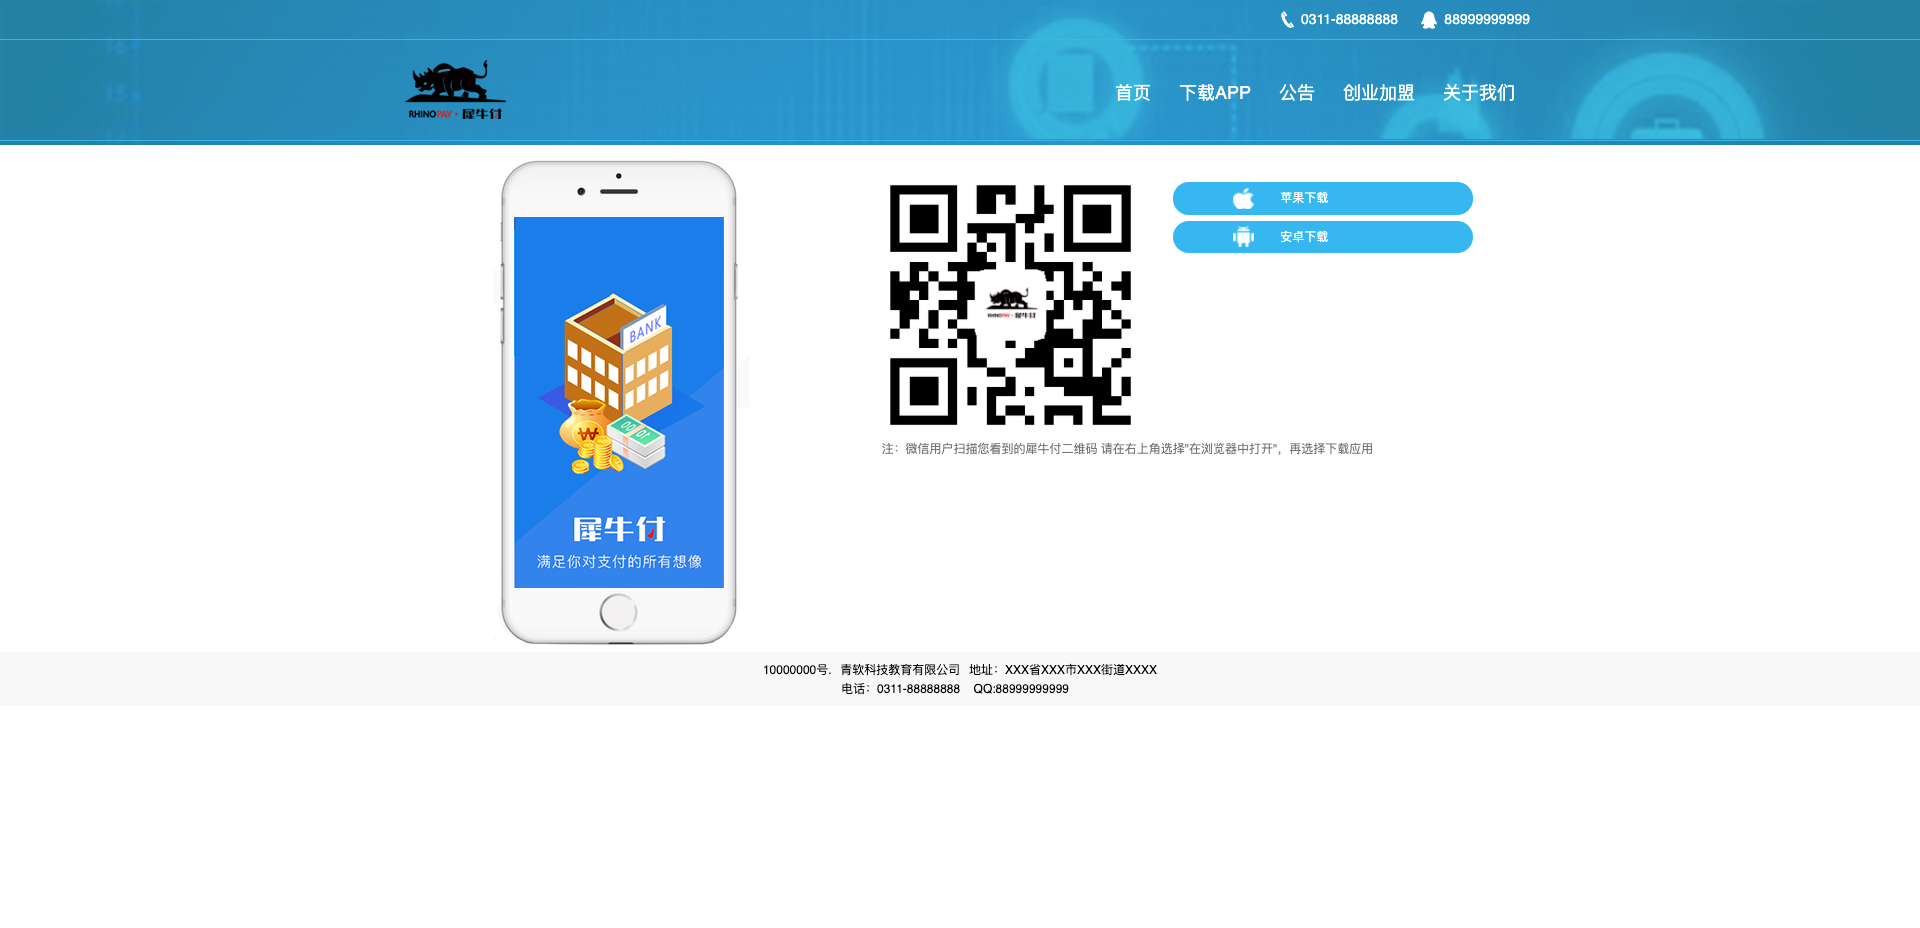 0311-88888888 88999999999
RHINOPAY · 犀牛付
首页 下载APP 公告 创业加盟 关于我们
BANK
100
犀牛付
满足你对支付的所有想像
RHINOPAY · 犀牛付
苹果下载
安卓下载
注：微信用户扫描您看到的犀牛付二维码 请在右上角选择"在浏览器中打开"，再选择下载应用
10000000号. 青软科技教育有限公司 地址：XXX省XXX市XXX街道XXXX
电话：0311-88888888 QQ:88999999999